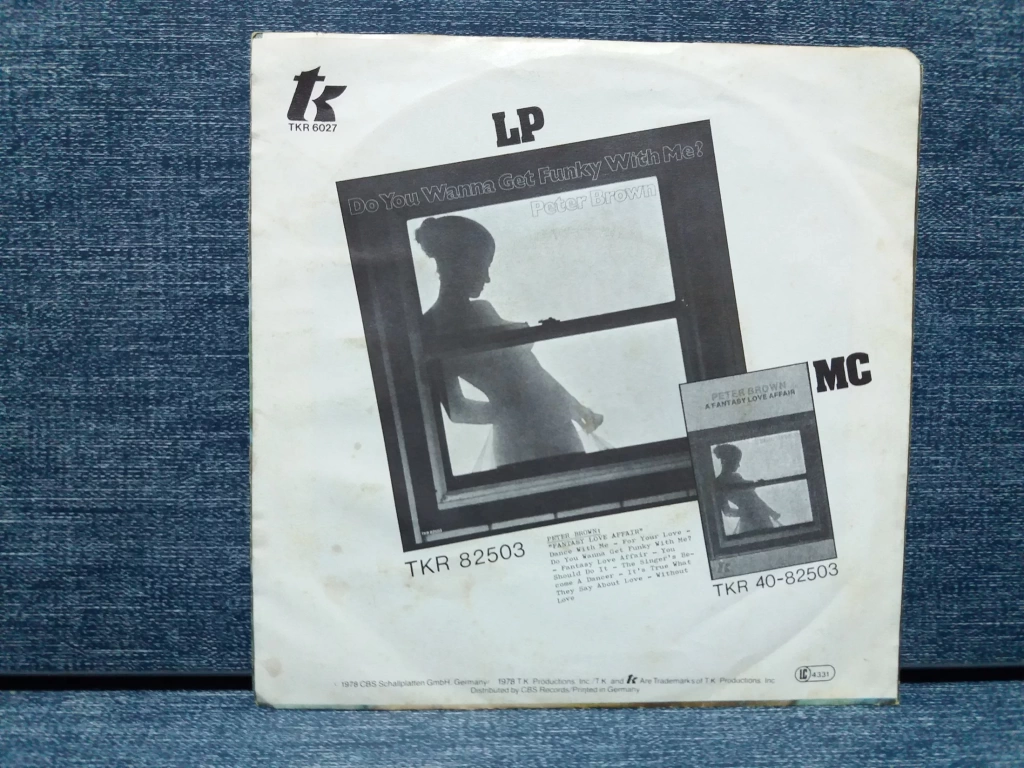 tk
TKR 6027
LP
Do You Wanna Get Funky With Me?
Peter Brown
MC
PETER BROWN
A FANTASY LOVE AFFAIR
TKR 82503
PETER BROWN:
"FANTASY LOVE AFFAIR"
Dance With Me - For Your Love -
Do You Wanna Get Funky With Me?
- Fantasy Love Affair - You
Should Do It - The Singer's Be-
come A Dancer - It's True What
They Say About Love - Without
Love
TKR 40-82503
1978 CBS Schallplatten GmbH, Germany 1978 T.K. Productions, Inc./T.K. and tk Are Trademarks of T.K. Productions, Inc.
Distributed by CBS Records/Printed in Germany
LC 4331